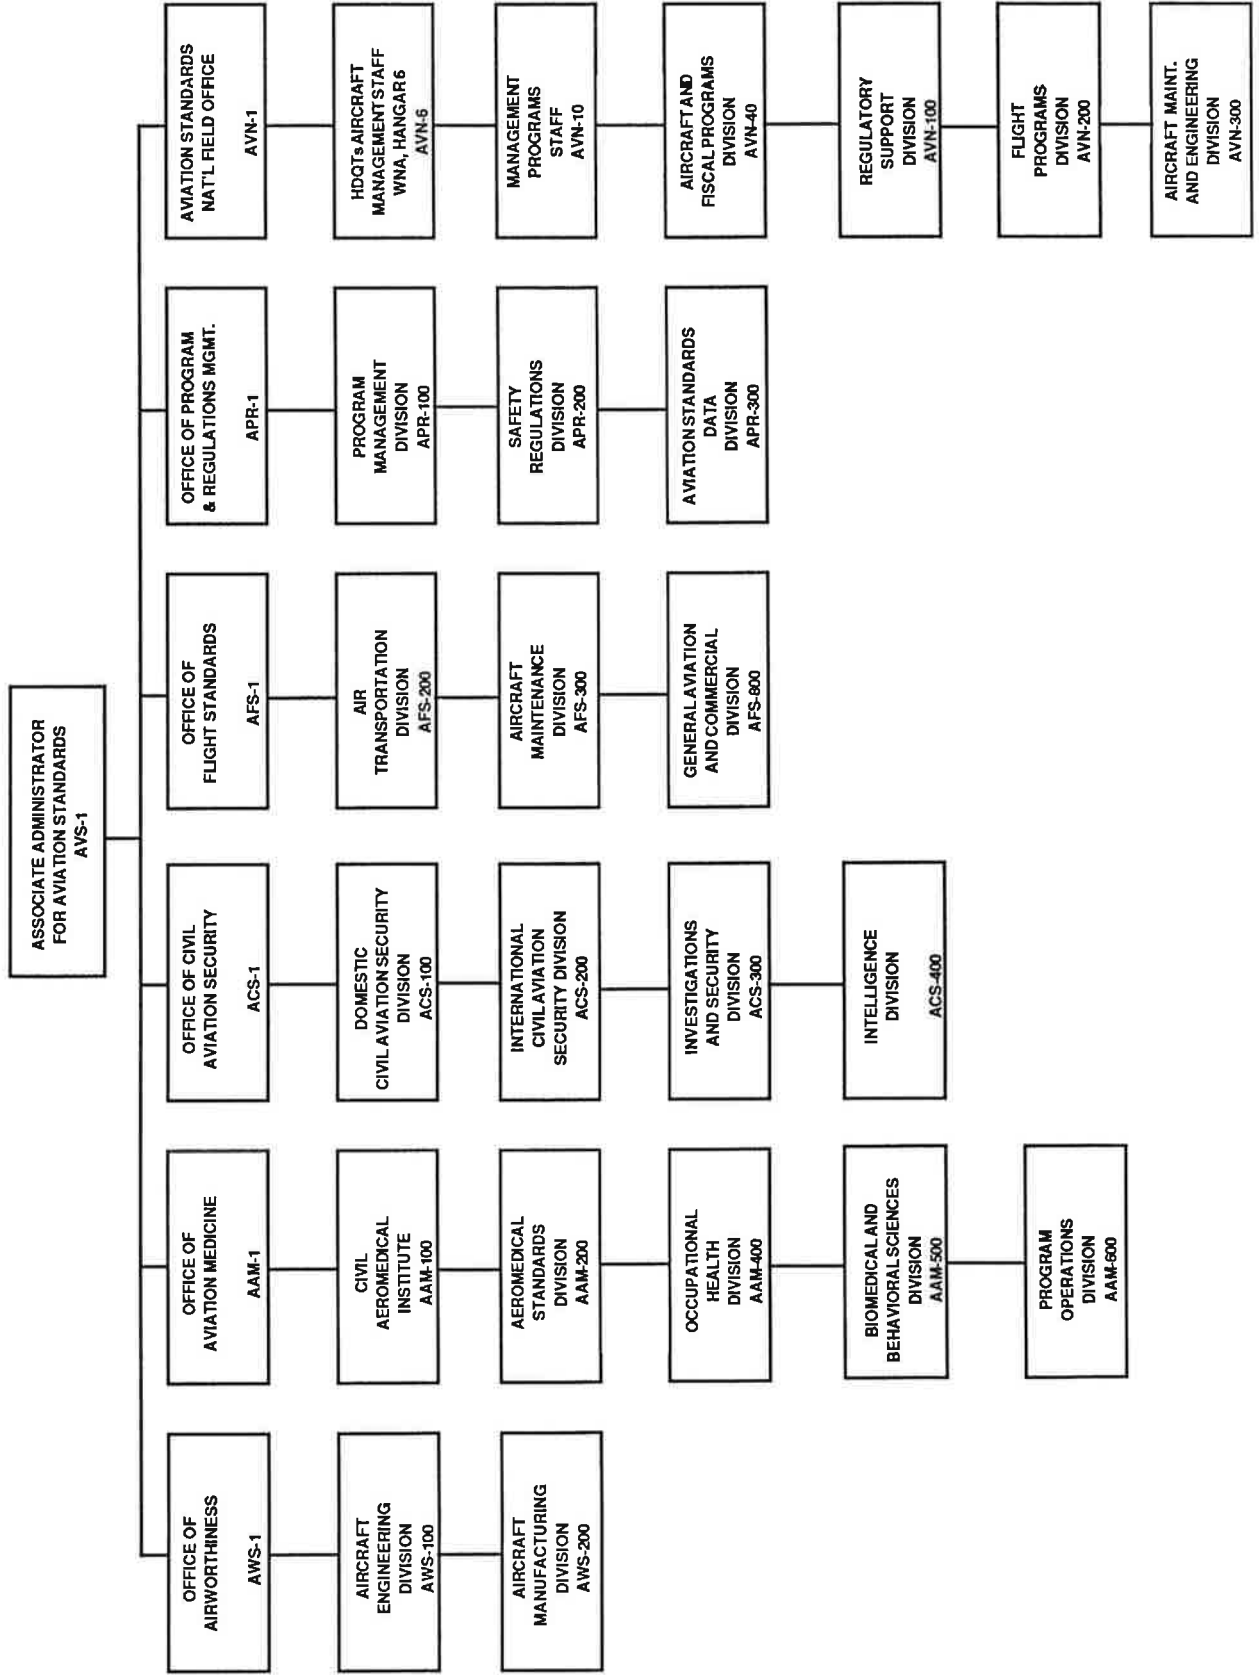 ASSOCIATE ADMINISTRATOR
FOR AVIATION STANDARDS
AVS-1
OFFICE OF
AIRWORTHINESS
AWS-1
AIRCRAFT
ENGINEERING
DIVISION
AWS-100
AIRCRAFT
MANUFACTURING
DIVISION
AWS-200
OFFICE OF
AVIATION MEDICINE
AAM-1
CIVIL
AEROMEDICAL
INSTITUTE
AAM-100
AEROMEDICAL
STANDARDS
DIVISION
AAM-200
OCCUPATIONAL
HEALTH
DIVISION
AAM-400
BIOMEDICAL AND
BEHAVIORAL SCIENCES
DIVISION
AAM-500
PROGRAM
OPERATIONS
DIVISION
AAM-600
OFFICE OF CIVIL
AVIATION SECURITY
ACS-1
DOMESTIC
CIVIL AVIATION SECURITY
DIVISION
ACS-100
INTERNATIONAL
CIVIL AVIATION
SECURITY DIVISION
ACS-200
INVESTIGATIONS
AND SECURITY
DIVISION
ACS-300
INTELLIGENCE
DIVISION
ACS-400
OFFICE OF
FLIGHT STANDARDS
AFS-1
AIR
TRANSPORTATION
DIVISION
AFS-200
AIRCRAFT
MAINTENANCE
DIVISION
AFS-300
GENERAL AVIATION
AND COMMERCIAL
DIVISION
AFS-800
OFFICE OF PROGRAM
& REGULATIONS MGMT.
APR-1
PROGRAM
MANAGEMENT
DIVISION
APR-100
SAFETY
REGULATIONS
DIVISION
APR-200
AVIATION STANDARDS
DATA
DIVISION
APR-300
AVIATION STANDARDS
NAT'L FIELD OFFICE
AVN-1
HDQTs AIRCRAFT
MANAGEMENT STAFF
WNA, HANGAR 6
AVN-6
MANAGEMENT
PROGRAMS
STAFF
AVN-10
AIRCRAFT AND
FISCAL PROGRAMS
DIVISION
AVN-40
REGULATORY
SUPPORT
DIVISION
AVN-100
FLIGHT
PROGRAMS
DIVISION
AVN-200
AIRCRAFT MAINT.
AND ENGINEERING
DIVISION
AVN-300